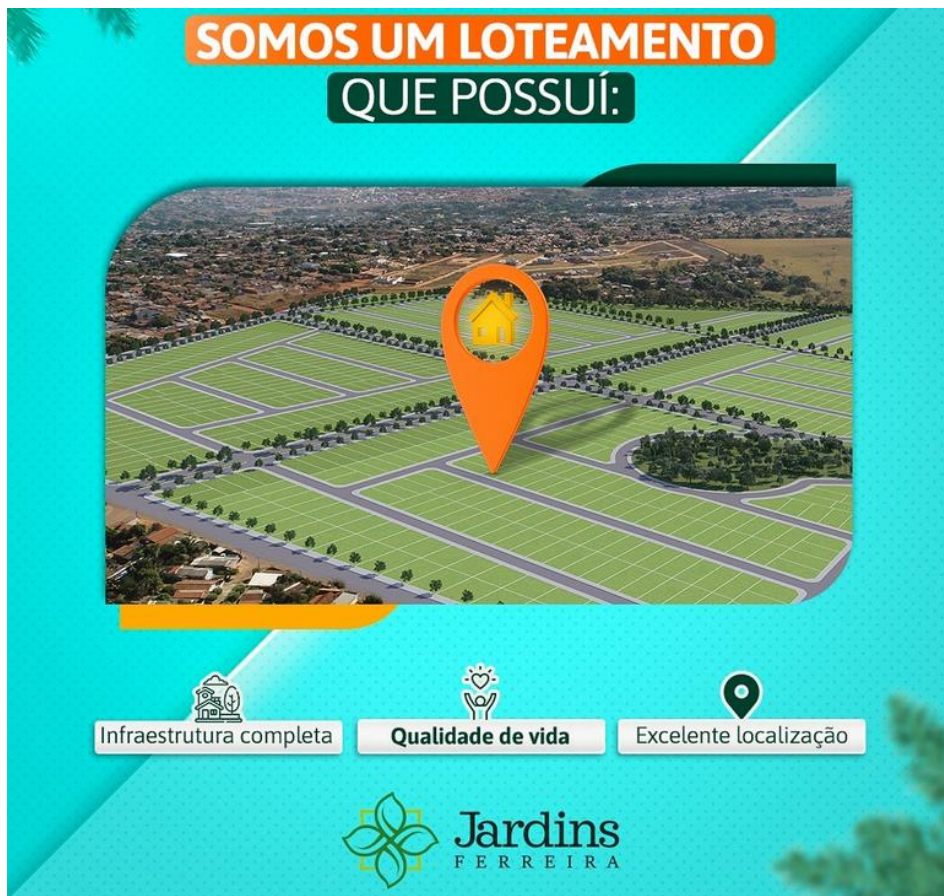 SOMOS UM LOTEAMENTO
QUE POSSUÍ:
Infraestrutura completa
Qualidade de vida
Excelente localização
Jardins
FERREIRA